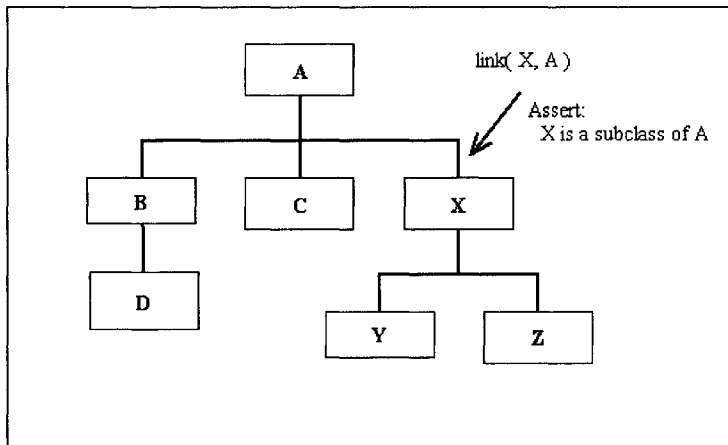 A
link( X, A )
Assert:
X is a subclass of A
B
C
X
D
Y
Z